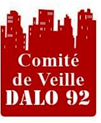 Comité
de Veille
DALO 92